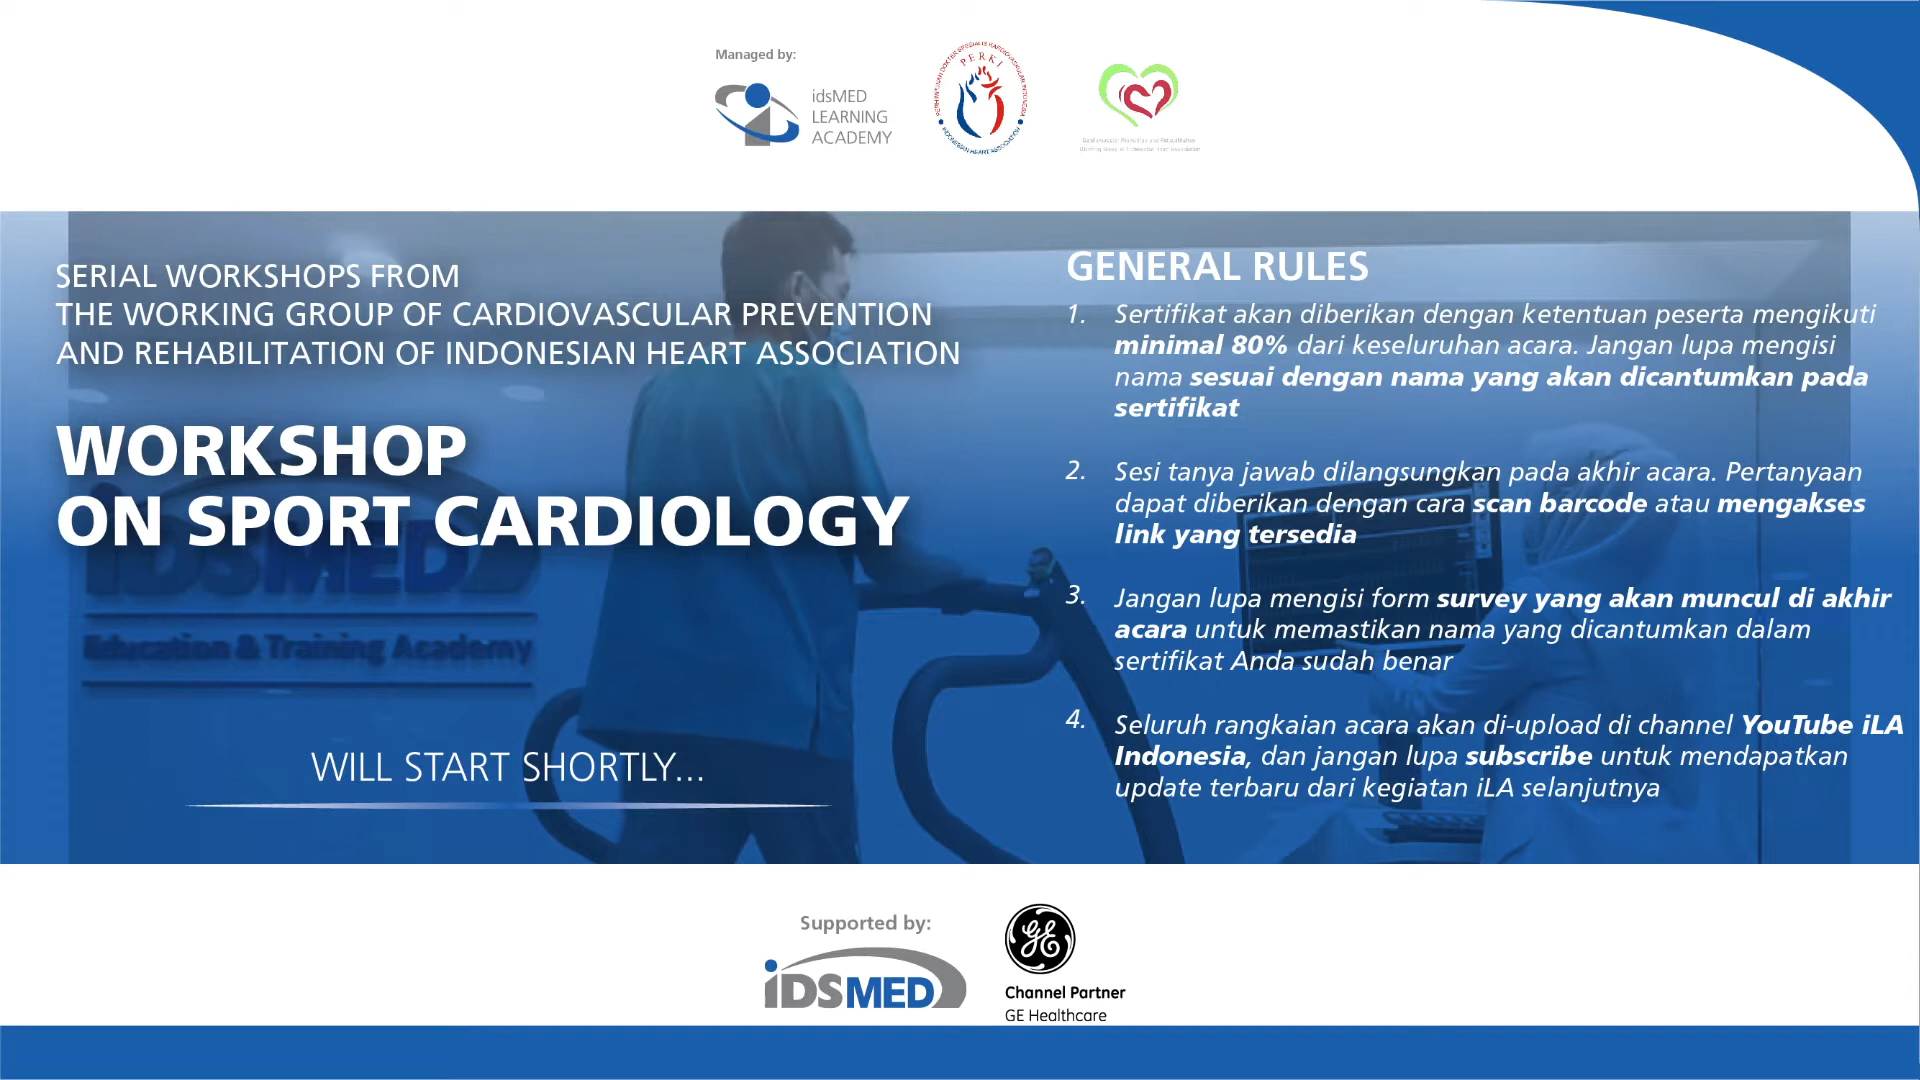 Managed by:
idsMED
LEARNING
ACADEMY
PERKI
INDONESIAN HEART ASSOCIATION
SERIAL WORKSHOPS FROM
THE WORKING GROUP OF CARDIOVASCULAR PREVENTION
AND REHABILITATION OF INDONESIAN HEART ASSOCIATION
WORKSHOP
ON SPORT CARDIOLOGY
iDSMED
Education & Training Academy
WILL START SHORTLY...
GENERAL RULES
1. Sertifikat akan diberikan dengan ketentuan peserta mengikuti
minimal 80% dari keseluruhan acara. Jangan lupa mengisi
nama sesuai dengan nama yang akan dicantumkan pada
sertifikat
2. Sesi tanya jawab dilangsungkan pada akhir acara. Pertanyaan
dapat diberikan dengan cara scan barcode atau mengakses
link yang tersedia
3. Jangan lupa mengisi form survey yang akan muncul di akhir
acara untuk memastikan nama yang dicantumkan dalam
sertifikat Anda sudah benar
4. Seluruh rangkaian acara akan di-upload di channel YouTube iLA
Indonesia, dan jangan lupa subscribe untuk mendapatkan
update terbaru dari kegiatan iLA selanjutnya
Supported by:
iDSMED
GE
Channel Partner
GE Healthcare